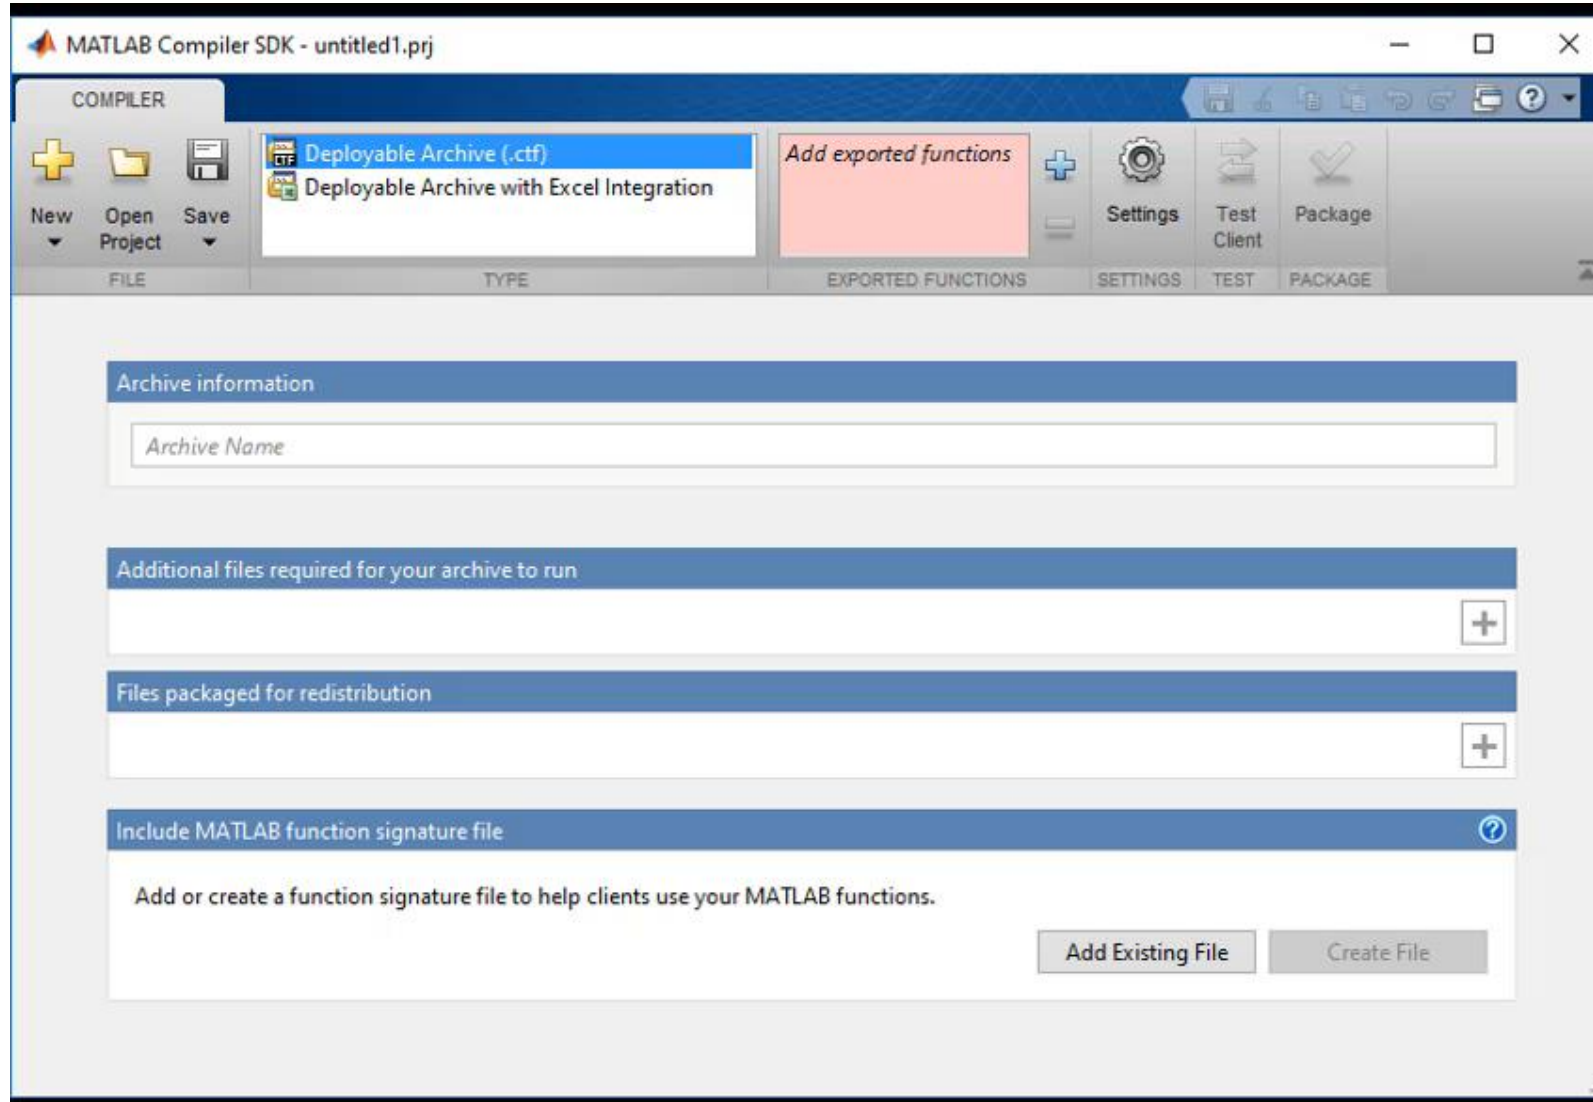 MATLAB Compiler SDK - untitled1.prj
COMPILER
New
Open
Project
Save
FILE
CTF
Deployable Archive (.ctf)
Deployable Archive with Excel Integration
TYPE
Add exported functions
EXPORTED FUNCTIONS
Settings
SETTINGS
Test
Client
TEST
Package
PACKAGE
Archive information
Archive Name
Additional files required for your archive to run
Files packaged for redistribution
Include MATLAB function signature file
Add or create a function signature file to help clients use your MATLAB functions.
Add Existing File
Create File